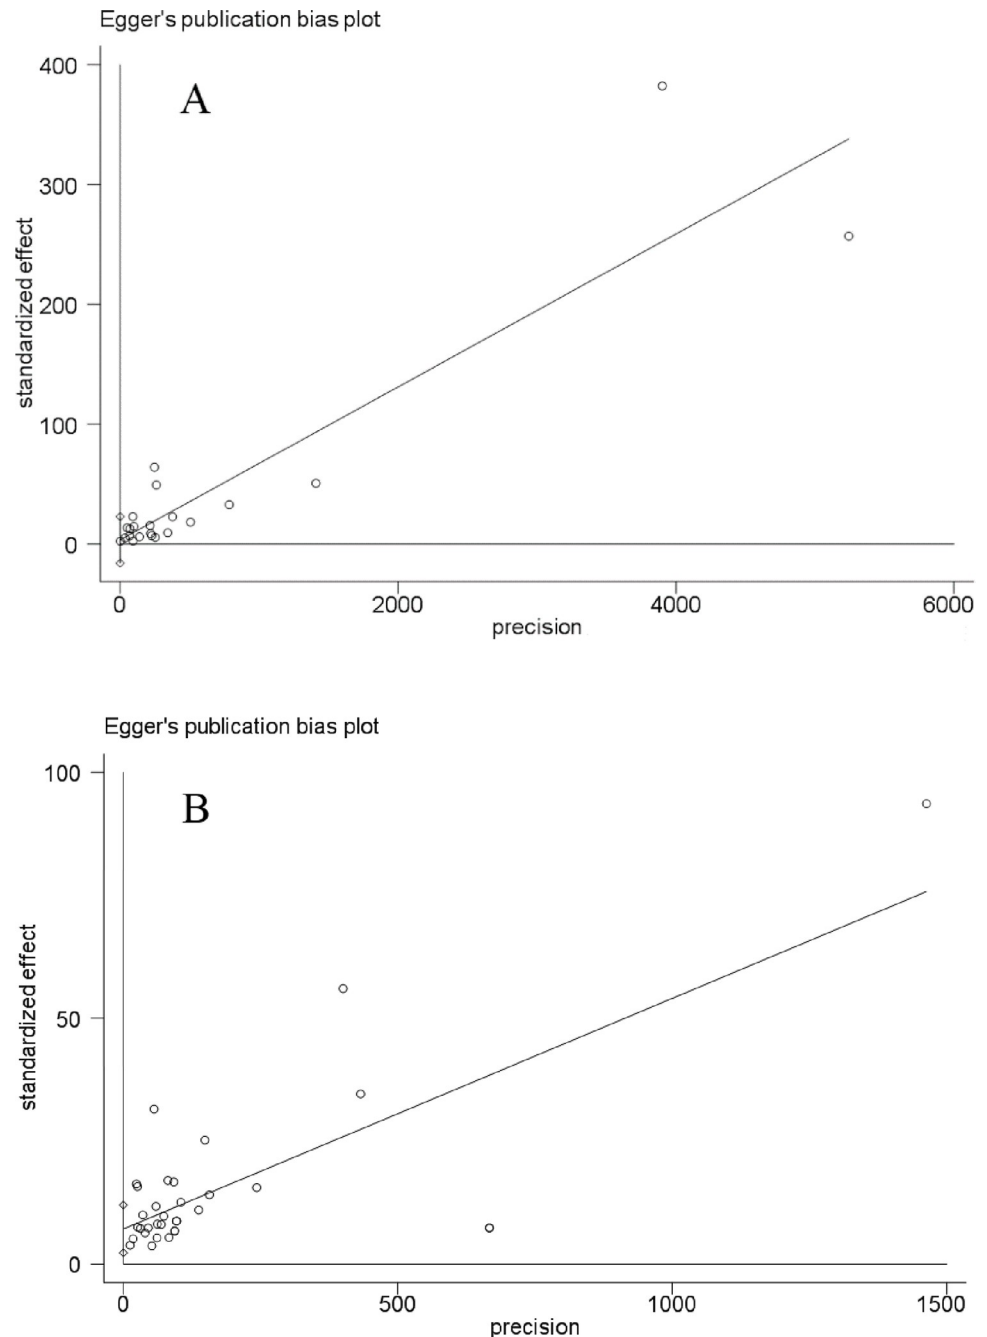 Egger's publication bias plot
A
400
300
200
100
0
standardized effect
0 2000 4000 6000
precision
Egger's publication bias plot
B
100
50
0
standardized effect
0 500 1000 1500
precision